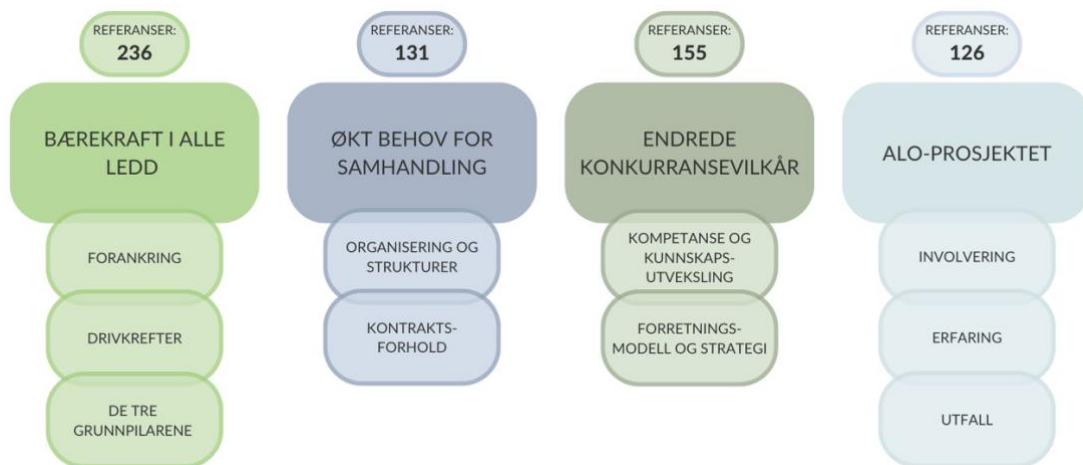 REFERANSER:
236
BÆREKRAFT I ALLE
LEDD
FORANKRING
DRIVKREFTER
DE TRE
GRUNNPILARENE
REFERANSER:
131
ØKT BEHOV FOR
SAMHANDLING
ORGANISERING OG
STRUKTURER
KONTRAKTS-
FORHOLD
REFERANSER:
155
ENDREDE
KONKURRANSEVILKÅR
KOMPETANSE OG
KUNNSKAPS-
UTVEKSLING
FORRETNINGS-
MODELL OG STRATEGI
REFERANSER:
126
ALO-PROSJEKTET
INVOLVERING
ERFARING
UTFALL